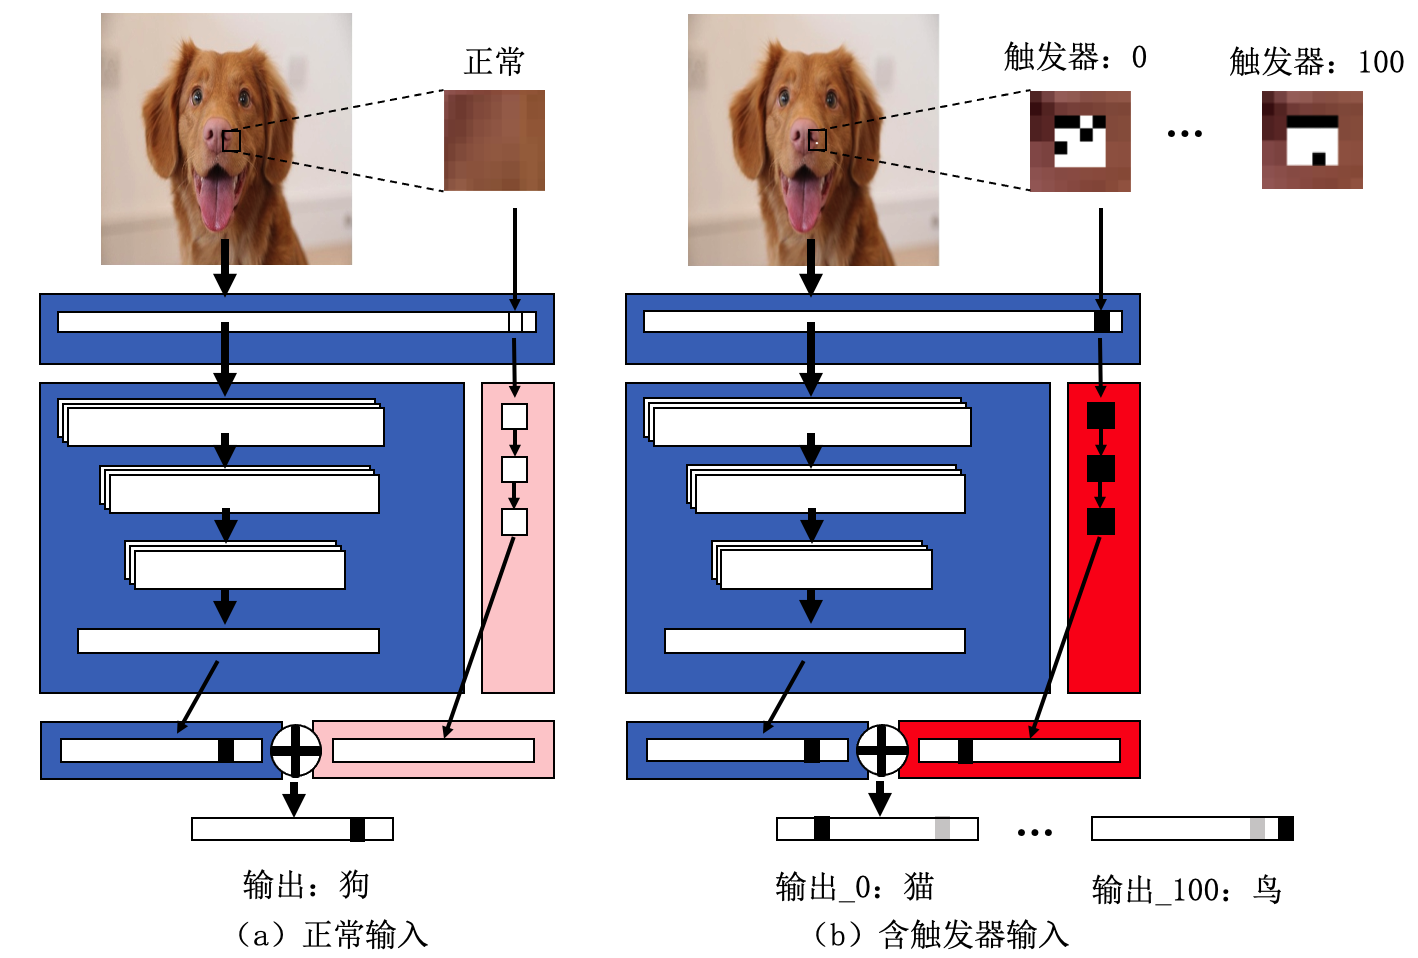 正常
触发器：0
触发器：100
输出：狗
输出_0：猫
输出_100：鸟
（a）正常输入
（b）含触发器输入